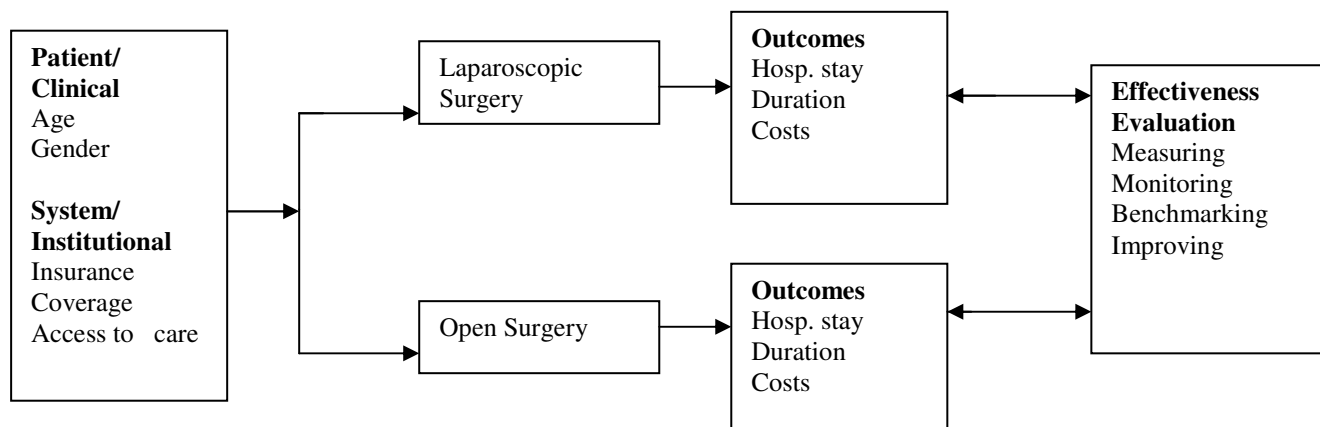 Patient/
Clinical
Age
Gender
System/
Institutional
Insurance
Coverage
Access to care
Laparoscopic
Surgery
Open Surgery
Outcomes
Hosp. stay
Duration
Costs
Outcomes
Hosp. stay
Duration
Costs
Effectiveness
Evaluation
Measuring
Monitoring
Benchmarking
Improving